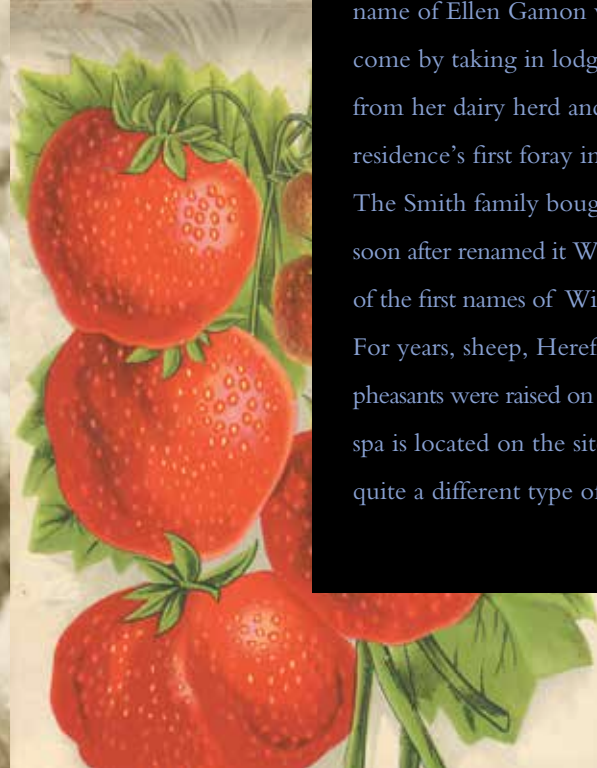 name of Ellen Gamon
come by taking in lodg
from her dairy herd an
residence's first foray in
The Smith family boug
soon after renamed it W
of the first names of Wi
For years, sheep, Heref
pheasants were raised on
spa is located on the sit
quite a different type of